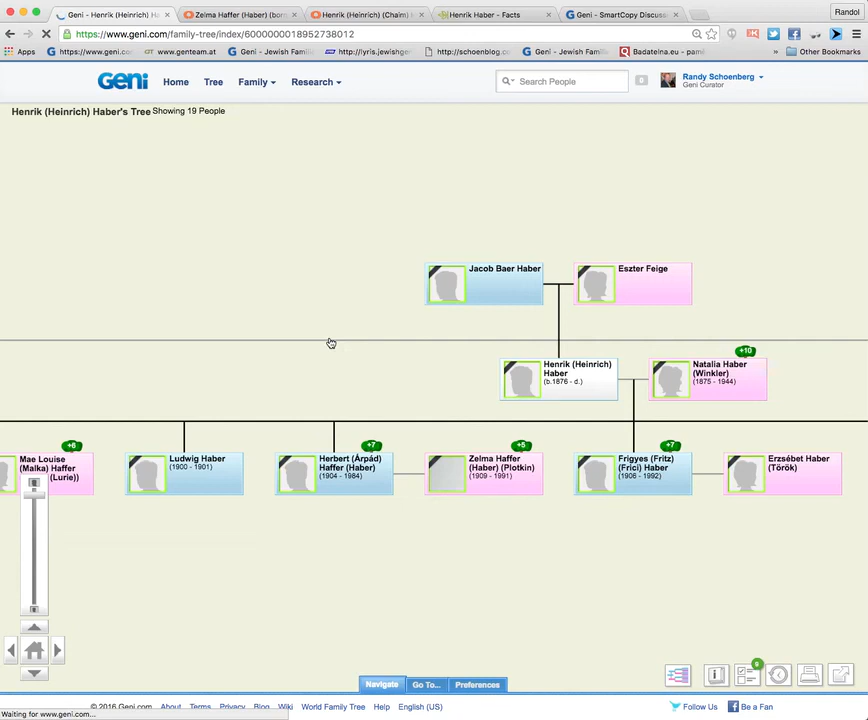 Geni - Henrik (Heinrich) Ha
Zelma Haffer (Haber) (born
Henrik (Heinrich) (Chaim) H
Henrik Haber - Facts
Geni - SmartCopy Discuss
Randol
https://www.geni.com/family-tree/index/6000000018952738012
Apps
https://www.geni.co
at www.genteam.at
Geni - Jewish Famili
http://lyris.jewishge
http://schoenblog.c
Geni - Jewish Famil
Badatelna.eu - pam
»
Other Bookmarks
Geni
Home
Tree
Family
Research
Search People
0
Randy Schoenberg
Geni Curator
Henrik (Heinrich) Haber's Tree Showing 19 People
Jacob Baer Haber
Eszter Feige
Henrik (Heinrich)
Haber
(b.1876 - d.)
+10
Natalia Haber
(Winkler)
(1875 - 1944)
+6
Mae Louise
(Malka) Haffer
(Lurie))
Ludwig Haber
(1900 - 1901)
+7
Herbert (Árpád)
Haffer (Haber)
(1904 - 1984)
+5
Zelma Haffer
(Haber) (Plotkin)
(1909 - 1991)
+7
Frigyes (Fritz)
(Frici) Haber
(1906 - 1992)
Erzsébet Haber
(Török)
9
Navigate
Go To...
Preferences
© 2016 Geni.com
About
Terms
Privacy
Blog
Wiki
World Family Tree
Help
English (US)
Follow Us
Be a Fan
Waiting for www.geni.com...